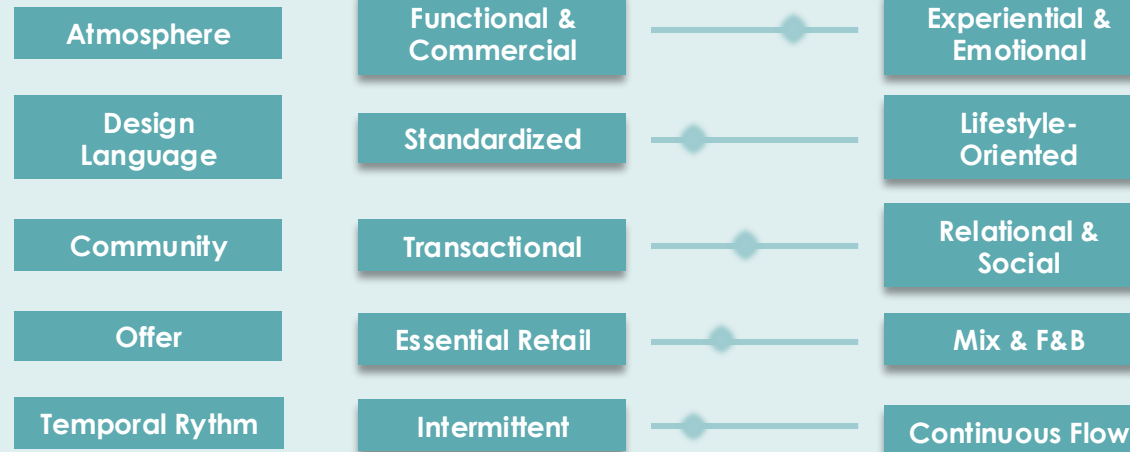 Atmosphere
Functional &
Commercial
Experiential &
Emotional
Design
Language
Standardized
Lifestyle-
Oriented
Community
Transactional
Relational &
Social
Offer
Essential Retail
Mix & F&B
Temporal Rythm
Intermittent
Continuous Flow